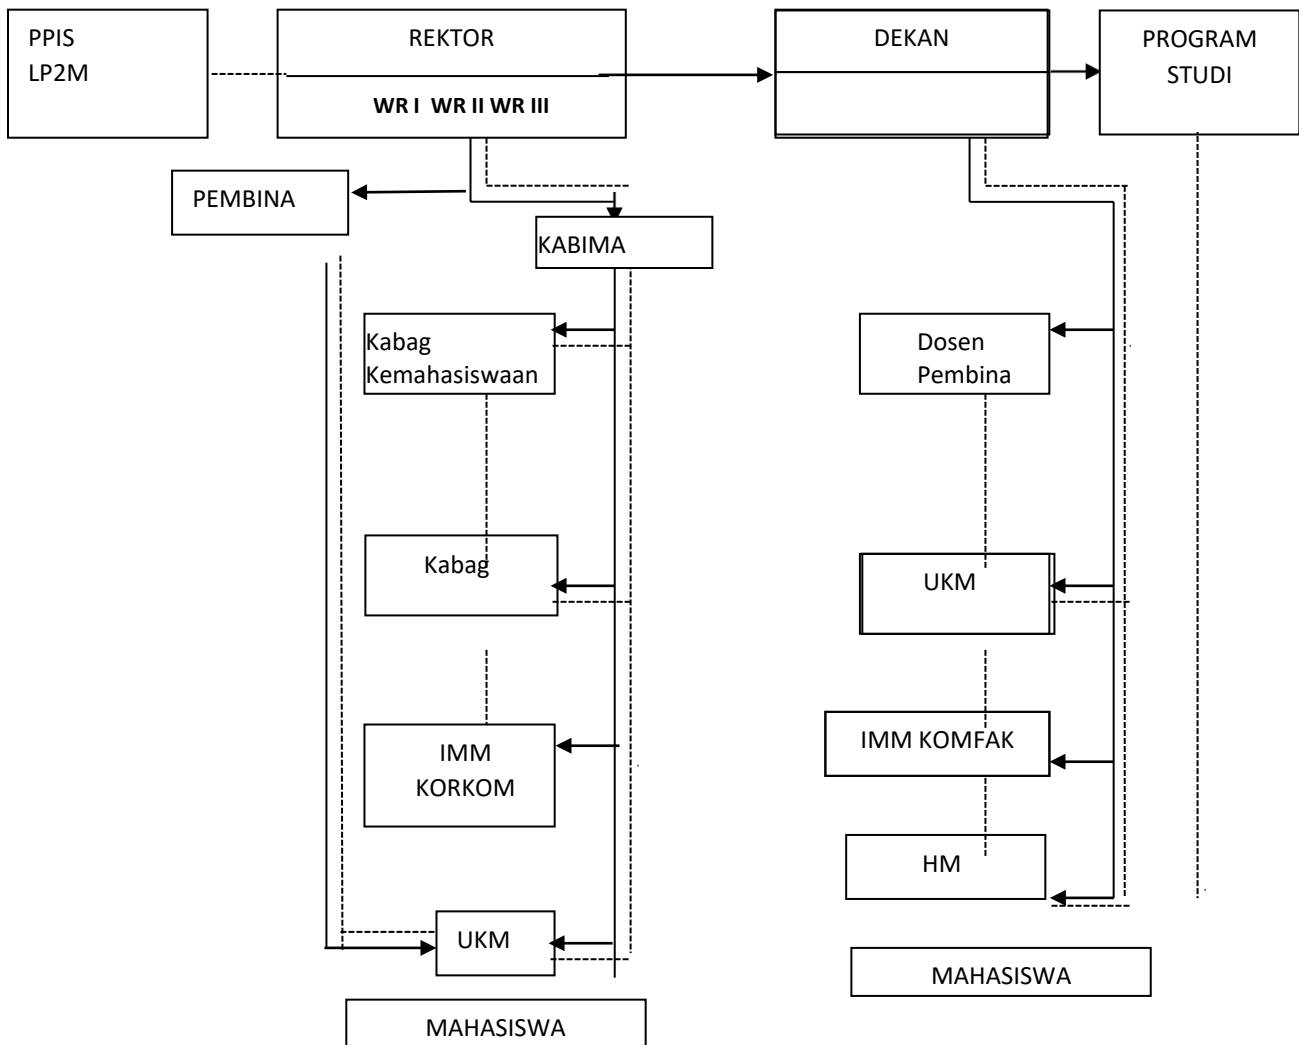 PPIS
LP2M
REKTOR
WR I WR II WR III
DEKAN
PROGRAM
STUDI
PEMBINA
KABIMA
Kabag
Kemahasiswaan
Dosen
Pembina
Kabag
UKM
IMM
KORKOM
IMM KOMFAK
HM
UKM
MAHASISWA
MAHASISWA